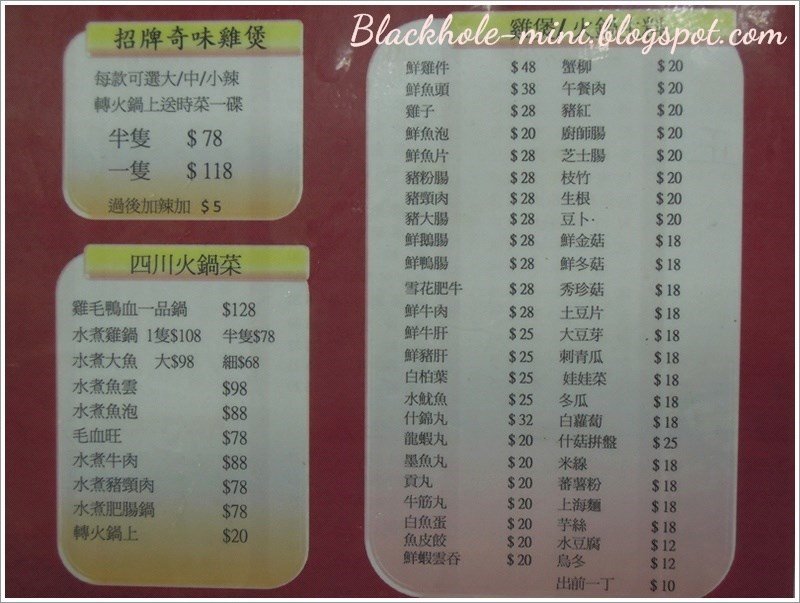 Blackhole-mini.blogspot.com
招牌奇味雞煲
每款可選大/中/小辣
轉火鍋上送時菜一碟
半隻 $78
一隻 $118
過後加辣加 $5
四川火鍋菜
雞毛鴨血一品鍋 $128
水煮雞鍋 1隻$108 半隻$78
水煮大魚 大$98 細$68
水煮魚雲 $98
水煮魚泡 $88
毛血旺 $78
水煮牛肉 $88
水煮豬頸肉 $78
水煮肥腸鍋 $78
轉火鍋上 $20
雞煲/火鍋
鮮雞件 $48 蟹柳 $20
鮮魚頭 $38 午餐肉 $20
雞子 $28 豬紅 $20
鮮魚泡 $20 廚師腸 $20
鮮魚片 $28 芝士腸 $20
豬粉腸 $28 枝竹 $20
豬頸肉 $28 生根 $20
豬大腸 $28 豆卜 $20
鮮鵝腸 $28 鮮金菇 $18
鮮鴨腸 $28 鮮冬菇 $18
雪花肥牛 $28 秀珍菇 $18
鮮牛肉 $28 土豆片 $18
鮮牛肝 $25 大豆芽 $18
鮮豬肝 $25 刺青瓜 $18
白柏葉 $25 娃娃菜 $18
水魷魚 $25 冬瓜 $18
什錦丸 $32 白蘿蔔 $18
龍蝦丸 $20 什菇拼盤 $25
墨魚丸 $20 米線 $18
貢丸 $20 蕃薯粉 $18
牛筋丸 $20 上海麵 $18
白魚蛋 $20 芋絲 $18
魚皮餃 $20 水豆腐 $12
鮮蝦雲吞 $20 烏冬 $12
出前一丁 $10